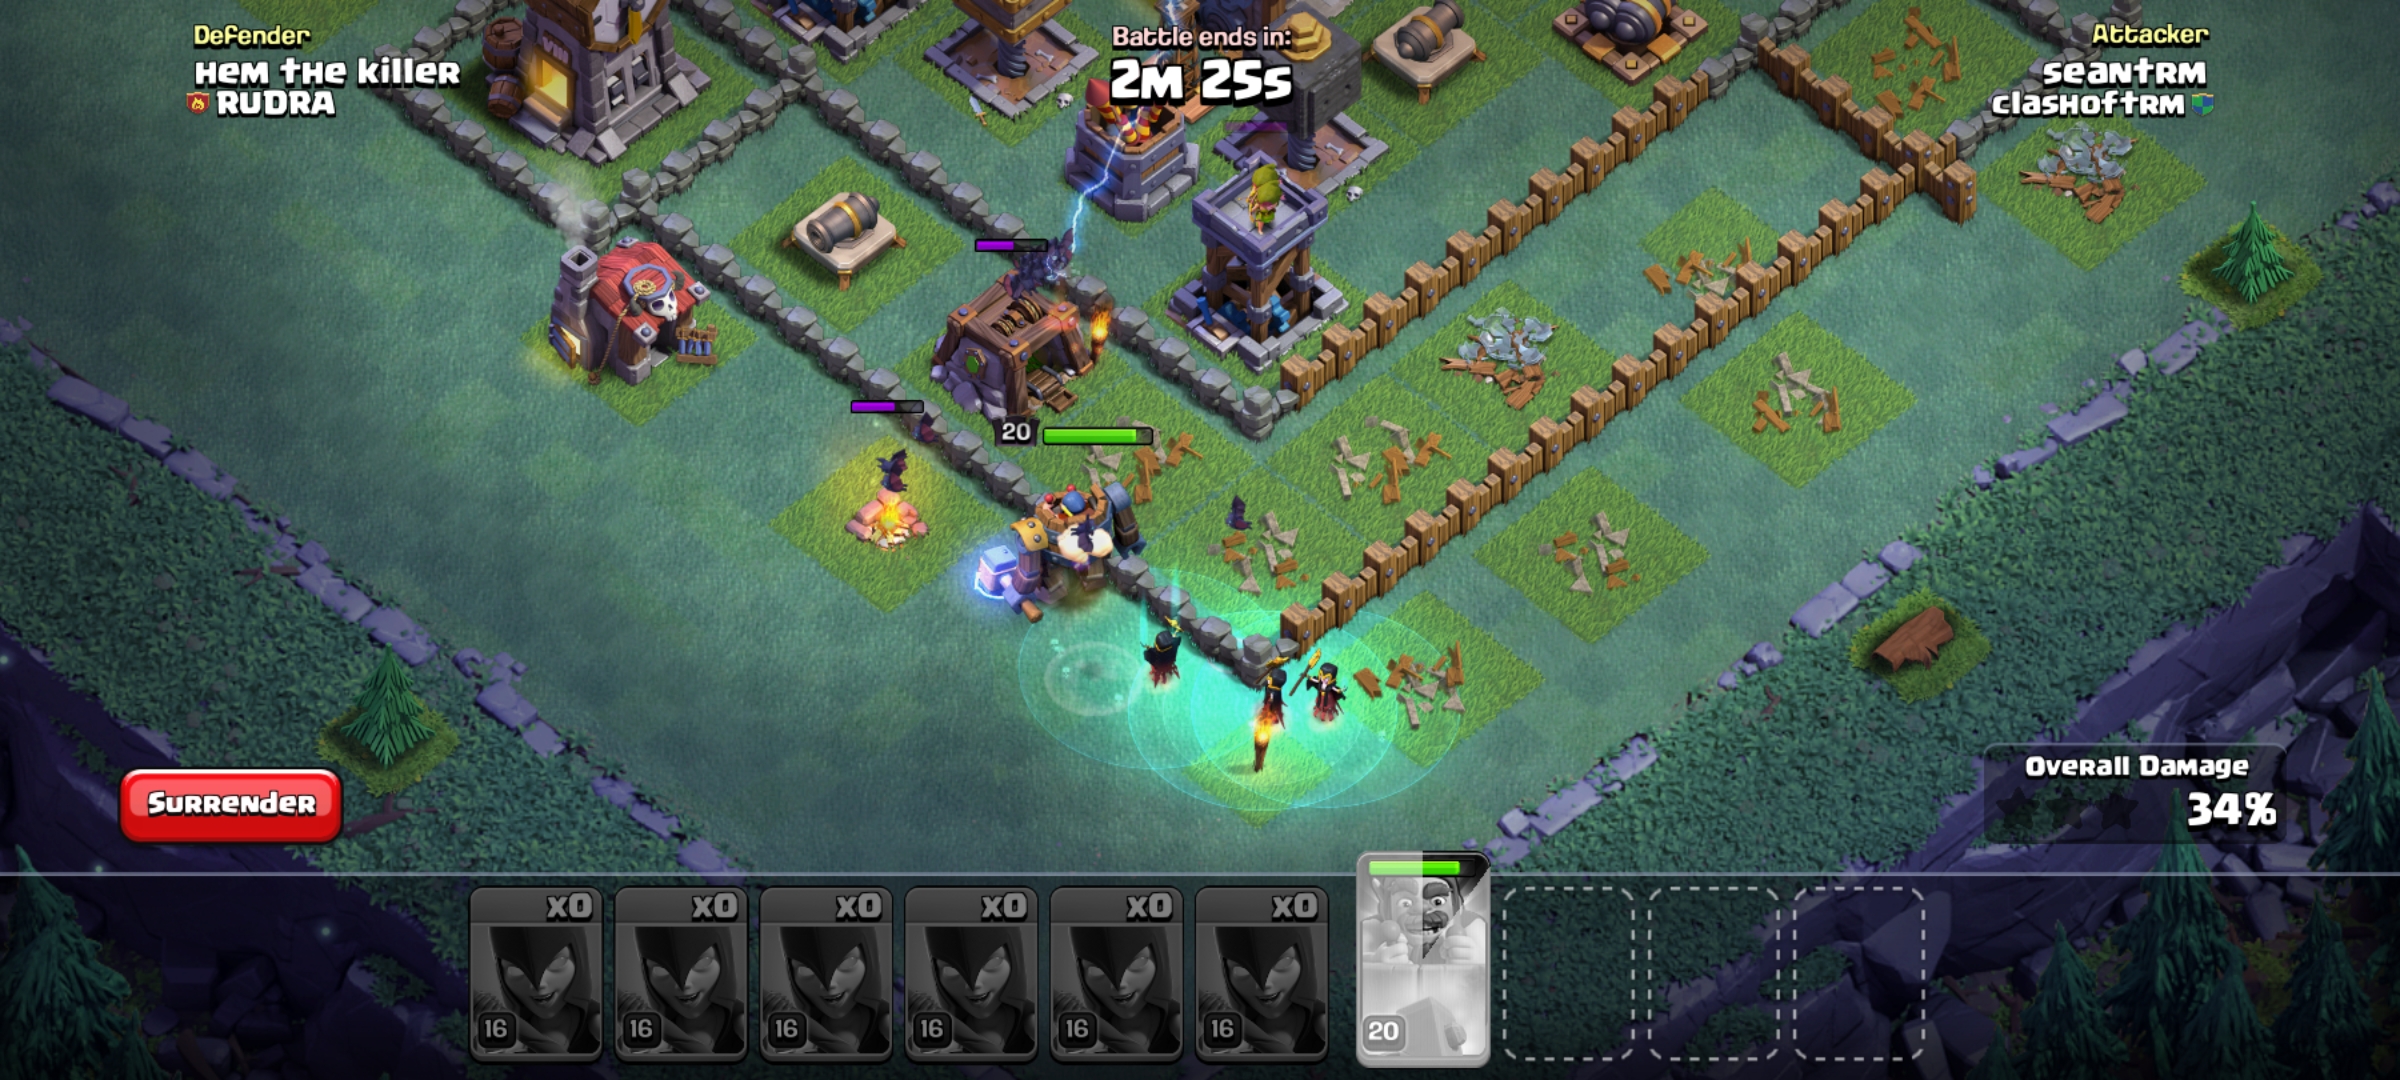 Defender
Hem the killer
RUDRA
Battle ends in:
2M 25s
Attacker
seantRM
clashoftRM
VIII
20
Surrender
Overall Damage
34%
x0
x0
x0
x0
x0
x0
16
16
16
16
16
16
20